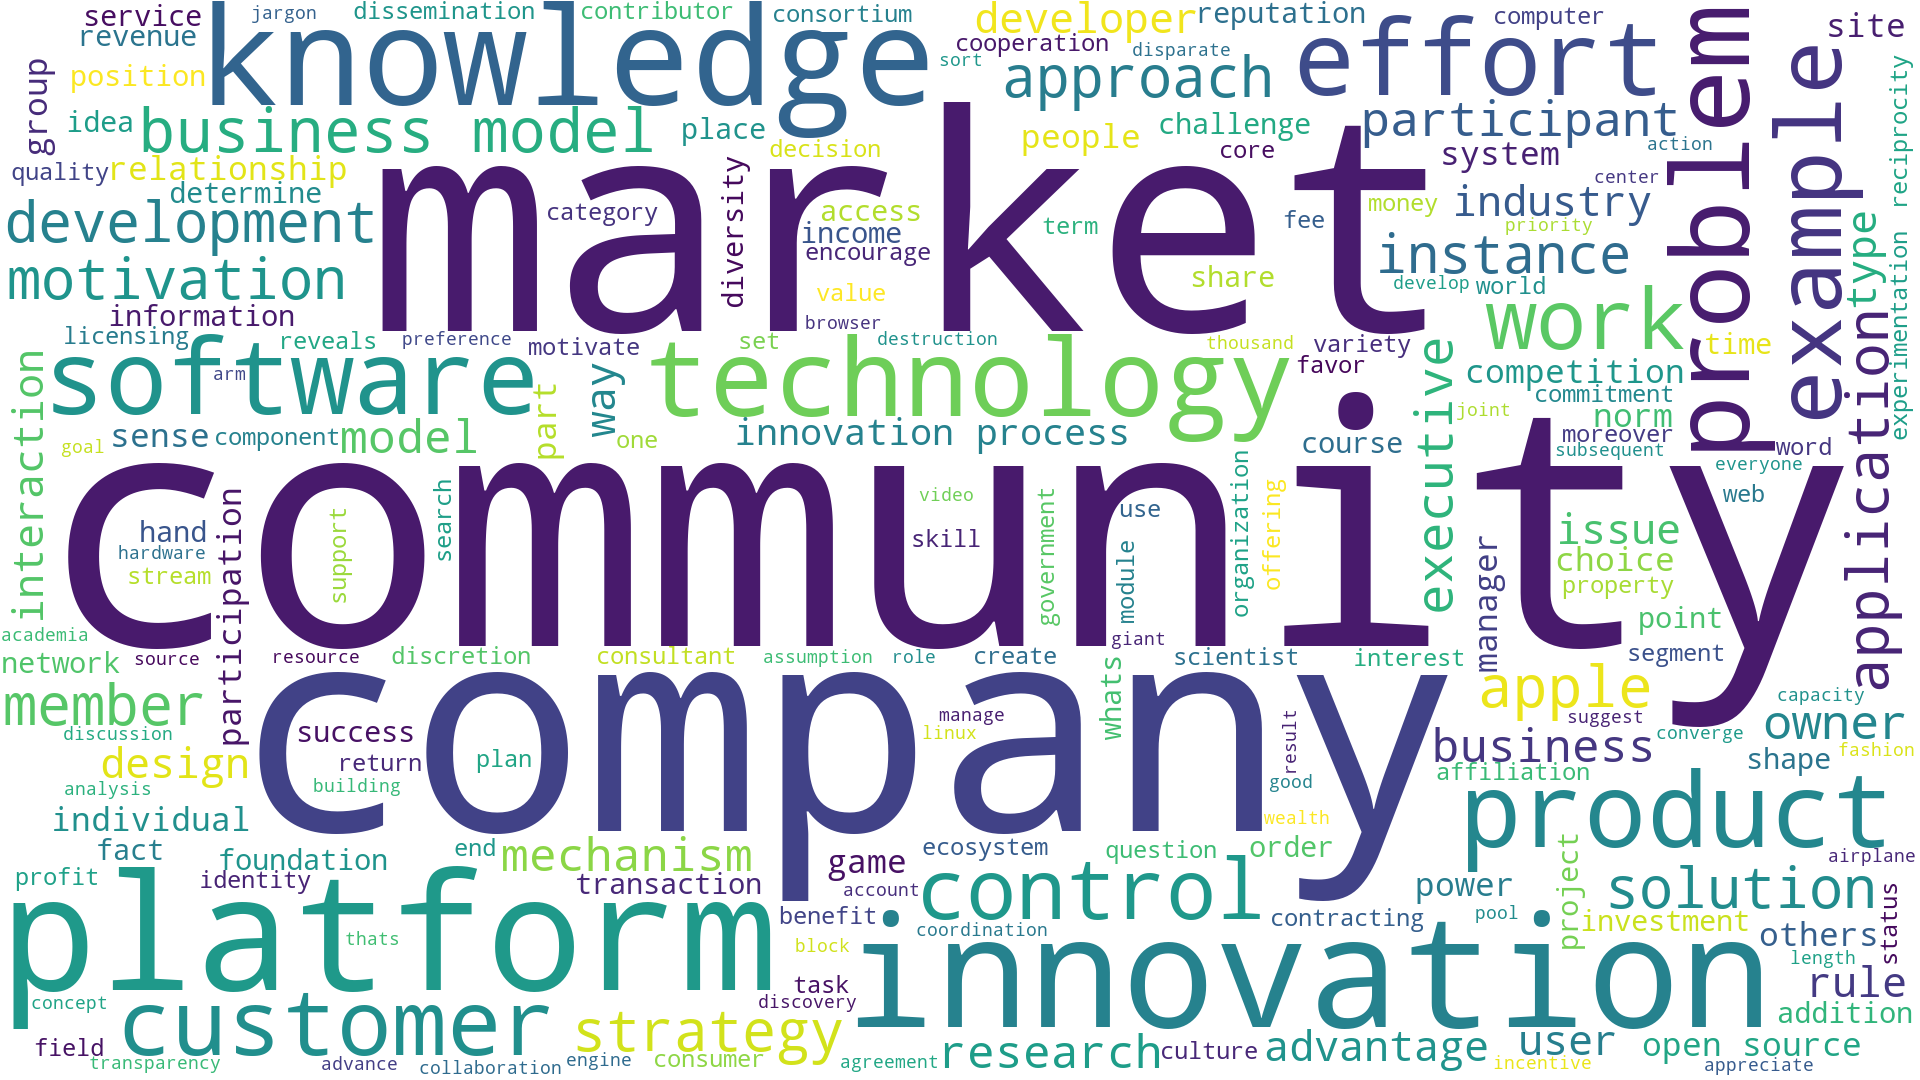 service
jargon
dissemination
contributor
consortium
developer
reputation
computer
site
revenue
knowledge
cooperation
disparate
effort
problem
example
position
sort
approach
reciprocity
group
idea
business model
place
people
challenge
participant
quality
relationship
decision
core
system
action
determine
diversity
center
development
category
access
income
encourage
term
fee
money
industry
priority
market
motivation
value
share
instance
type
experimentation
information
browser
develop
world
work
licensing
reveals
preference
motivate
set
destruction
thousand
variety
time
software
arm
technology
favor
competition
interaction
way
part
executive
commitment
norm
joint
goal
sense
component
model
one
innovation process
course
moreover
subsequent
word
application
community
everyone
search
video
organization
offering
web
hand
hardware
stream
participation
support
skill
government
use
module
issue
choice
property
manager
point
academia
network
source
resource
discretion
consultant
assumption
role
create
giant
scientist
interest
segment
member
company
whats
apple
capacity
discussion
success
manage
linux
result
suggest
owner
converge
design
return
plan
business
shape
fashion
analysis
building
good
affiliation
individual
wealth
product
fact
foundation
end
mechanism
game
ecosystem
question
order
project
airplane
profit
identity
transaction
account
control
power
solution
platform
benefit
contracting
pool
investment
status
thats
block
coordination
innovation
others
length
concept
customer
task
discovery
rule
addition
strategy
field
transparency
advance
collaboration
engine
consumer
agreement
research
culture
advantage
user
incentive
open source
appreciate